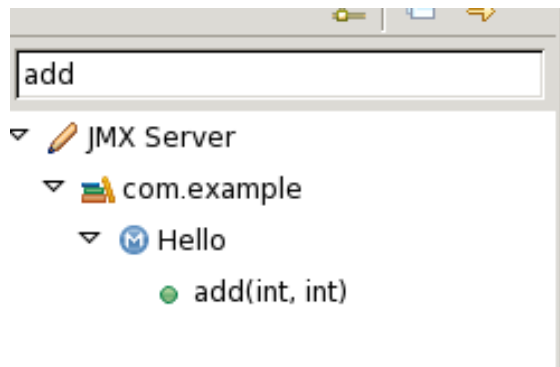 add
JMX Server
com.example
Hello
add(int, int)